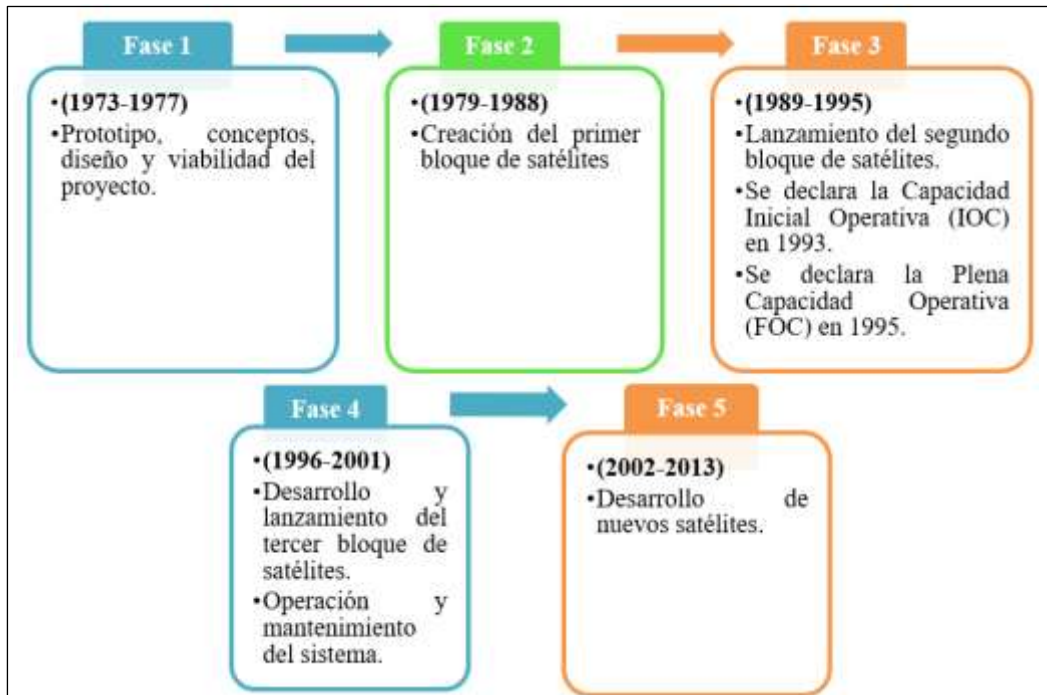 Fase 1
•(1973-1977)
•Prototipo, conceptos,
diseño y viabilidad del
proyecto.
Fase 2
•(1979-1988)
•Creación del primer
bloque de satélites
Fase 3
•(1989-1995)
•Lanzamiento del segundo
bloque de satélites.
•Se declara la Capacidad
Inicial Operativa (IOC)
en 1993.
•Se declara la Plena
Capacidad Operativa
(FOC) en 1995.
Fase 4
•(1996-2001)
•Desarrollo y
lanzamiento del
tercer bloque de
satélites.
•Operación y
mantenimiento
del sistema.
Fase 5
•(2002-2013)
•Desarrollo de
nuevos satélites.